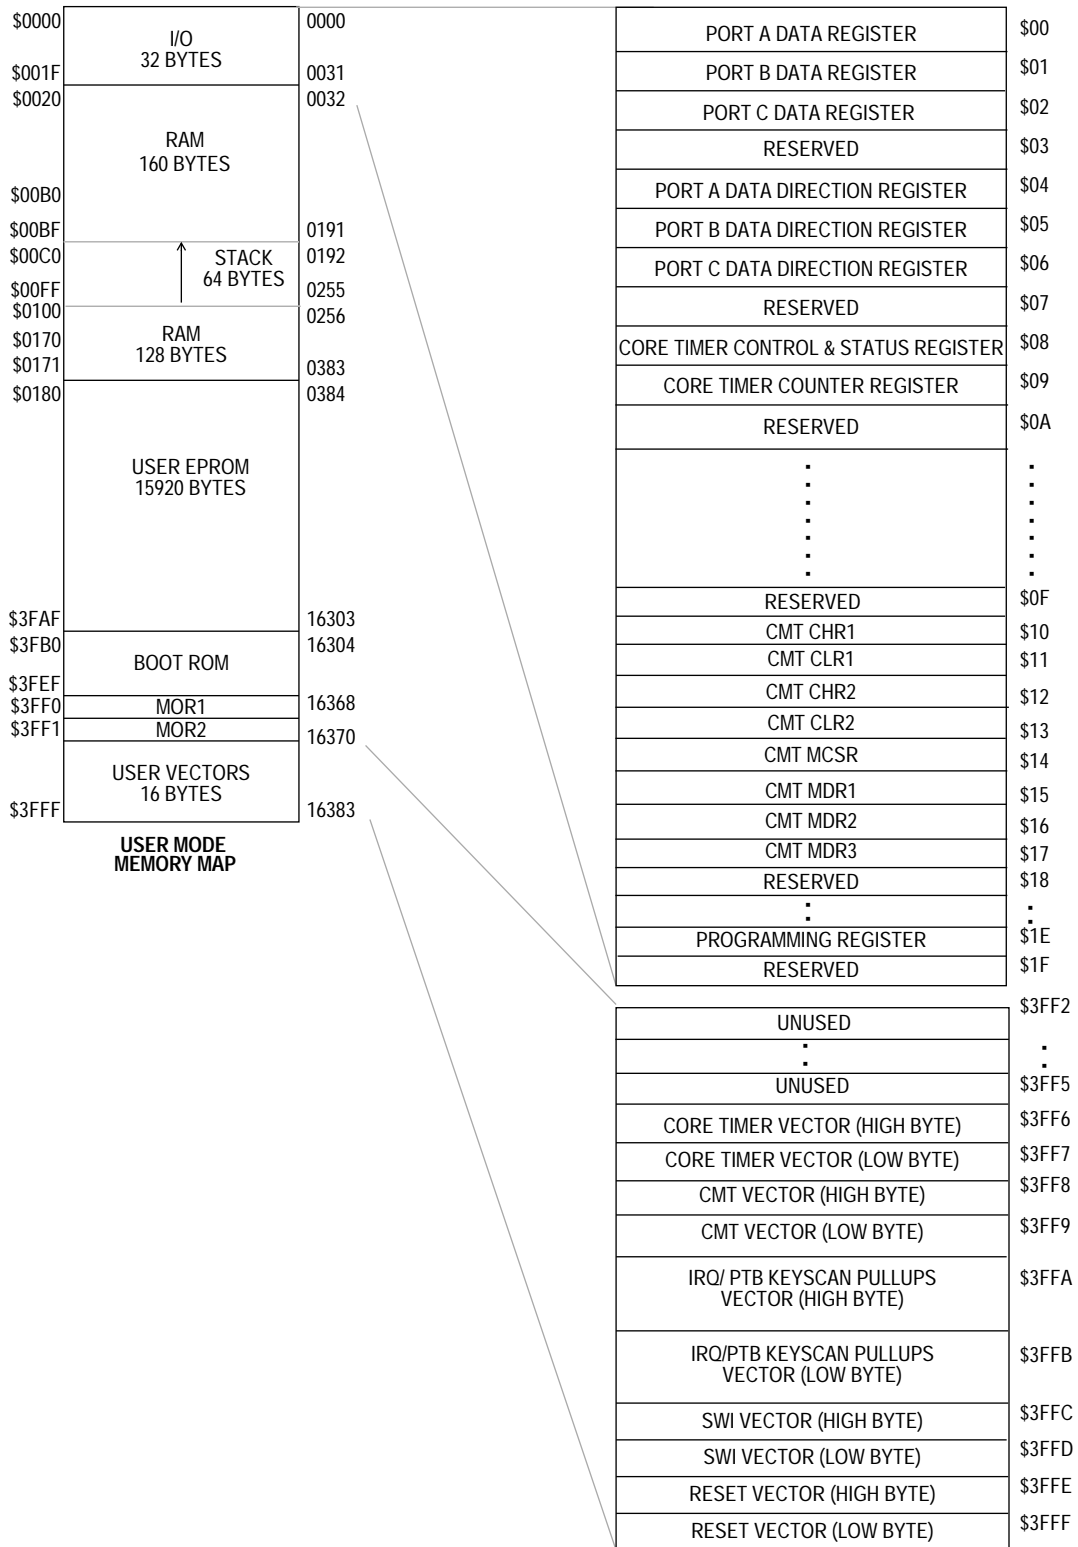 $0000
I/O
32 BYTES
0000
$001F
0031
$0020
0032
RAM
160 BYTES
$00B0
$00BF
0191
$00C0
STACK
64 BYTES
0192
$00FF
0255
$0100
0256
$0170
RAM
128 BYTES
$0171
0383
$0180
0384
USER EPROM
15920 BYTES
$3FAF
16303
$3FB0
16304
BOOT ROM
$3FEF
$3FF0
MOR1
16368
$3FF1
MOR2
16370
USER VECTORS
16 BYTES
$3FFF
16383
USER MODE
MEMORY MAP
PORT A DATA REGISTER
$00
PORT B DATA REGISTER
$01
PORT C DATA REGISTER
$02
RESERVED
$03
PORT A DATA DIRECTION REGISTER
$04
PORT B DATA DIRECTION REGISTER
$05
PORT C DATA DIRECTION REGISTER
$06
RESERVED
$07
CORE TIMER CONTROL & STATUS REGISTER
$08
CORE TIMER COUNTER REGISTER
$09
RESERVED
$0A
RESERVED
$0F
CMT CHR1
$10
CMT CLR1
$11
CMT CHR2
$12
CMT CLR2
$13
CMT MCSR
$14
CMT MDR1
$15
CMT MDR2
$16
CMT MDR3
$17
RESERVED
$18
PROGRAMMING REGISTER
$1E
RESERVED
$1F
UNUSED
$3FF2
UNUSED
$3FF5
CORE TIMER VECTOR (HIGH BYTE)
$3FF6
CORE TIMER VECTOR (LOW BYTE)
$3FF7
CMT VECTOR (HIGH BYTE)
$3FF8
CMT VECTOR (LOW BYTE)
$3FF9
IRQ/ PTB KEYSCAN PULLUPS
VECTOR (HIGH BYTE)
$3FFA
IRQ/PTB KEYSCAN PULLUPS
VECTOR (LOW BYTE)
$3FFB
SWI VECTOR (HIGH BYTE)
$3FFC
SWI VECTOR (LOW BYTE)
$3FFD
RESET VECTOR (HIGH BYTE)
$3FFE
RESET VECTOR (LOW BYTE)
$3FFF